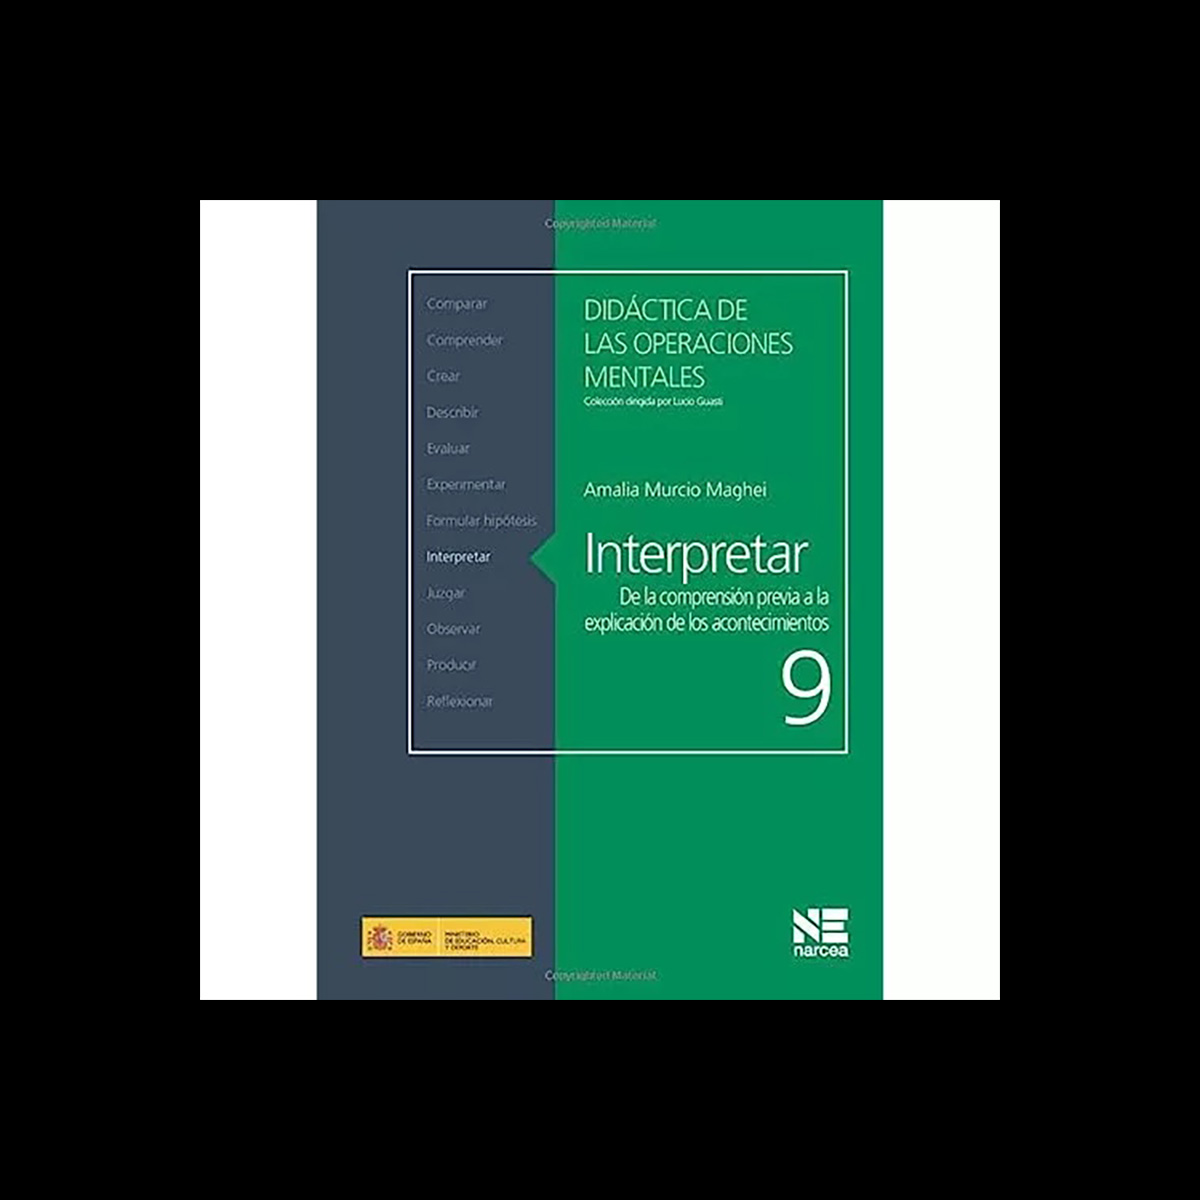 Copyrighted Material
Comparar
Comprender
Crear
Describir
Evaluar
Experimentar
Formular hipótesis
Interpretar
Juzgar
Observar
Producir
Reflexionar
DIDÁCTICA DE
LAS OPERACIONES
MENTALES
Colección dirigida por Lucio Guasti
Amalia Murcio Maghei
Interpretar
De la comprensión previa a la
explicación de los acontecimientos
9
GOBIERNO
DE ESPAÑA
MINISTERIO
DE EDUCACIÓN, CULTURA
Y DEPORTE
NE
narcea
Copyrighted Material